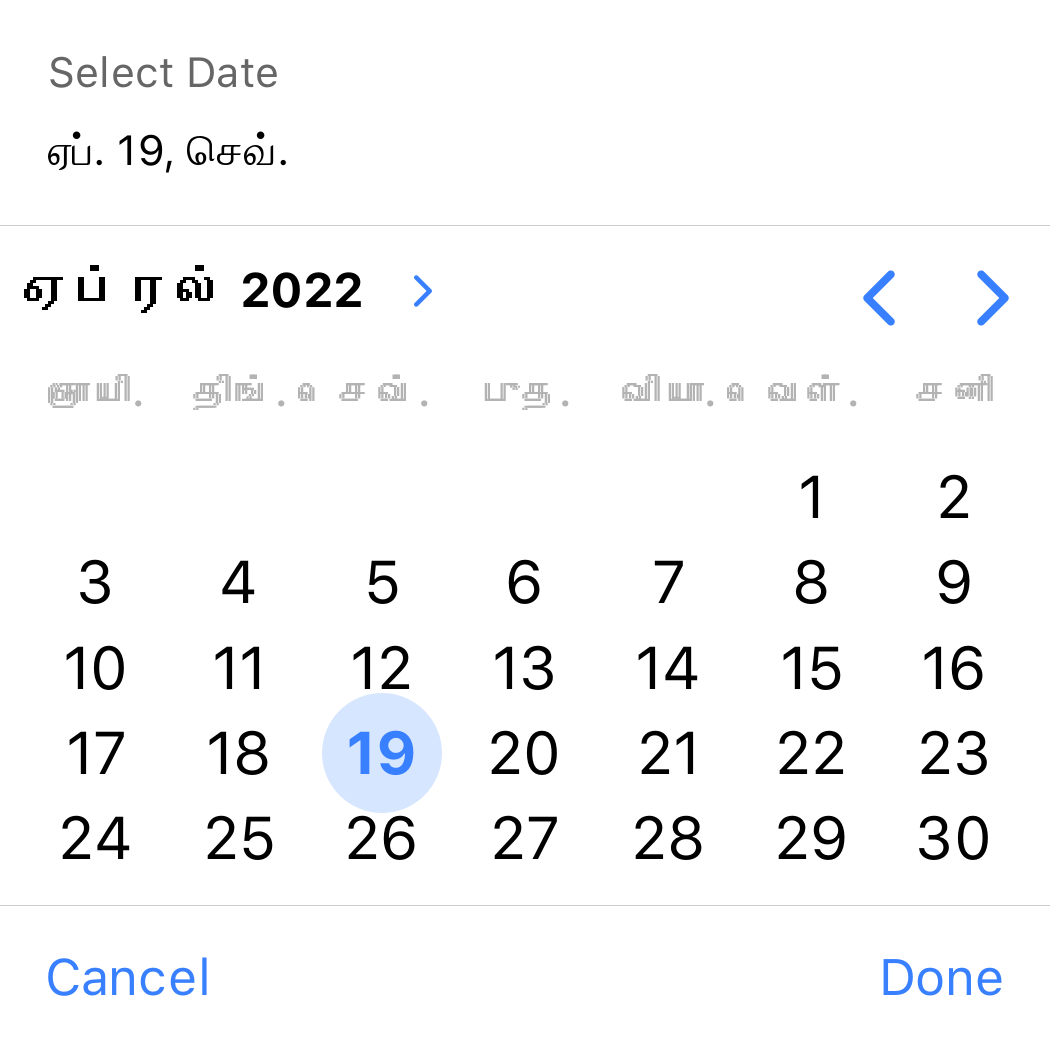 Select Date
ஏப். 19, செவ்.
ஏப்ரல் 2022
ஞாயி. திங். செவ். புத. வியா. வெள். சனி
1 2
3 4 5 6 7 8 9
10 11 12 13 14 15 16
17 18 19 20 21 22 23
24 25 26 27 28 29 30
Cancel Done